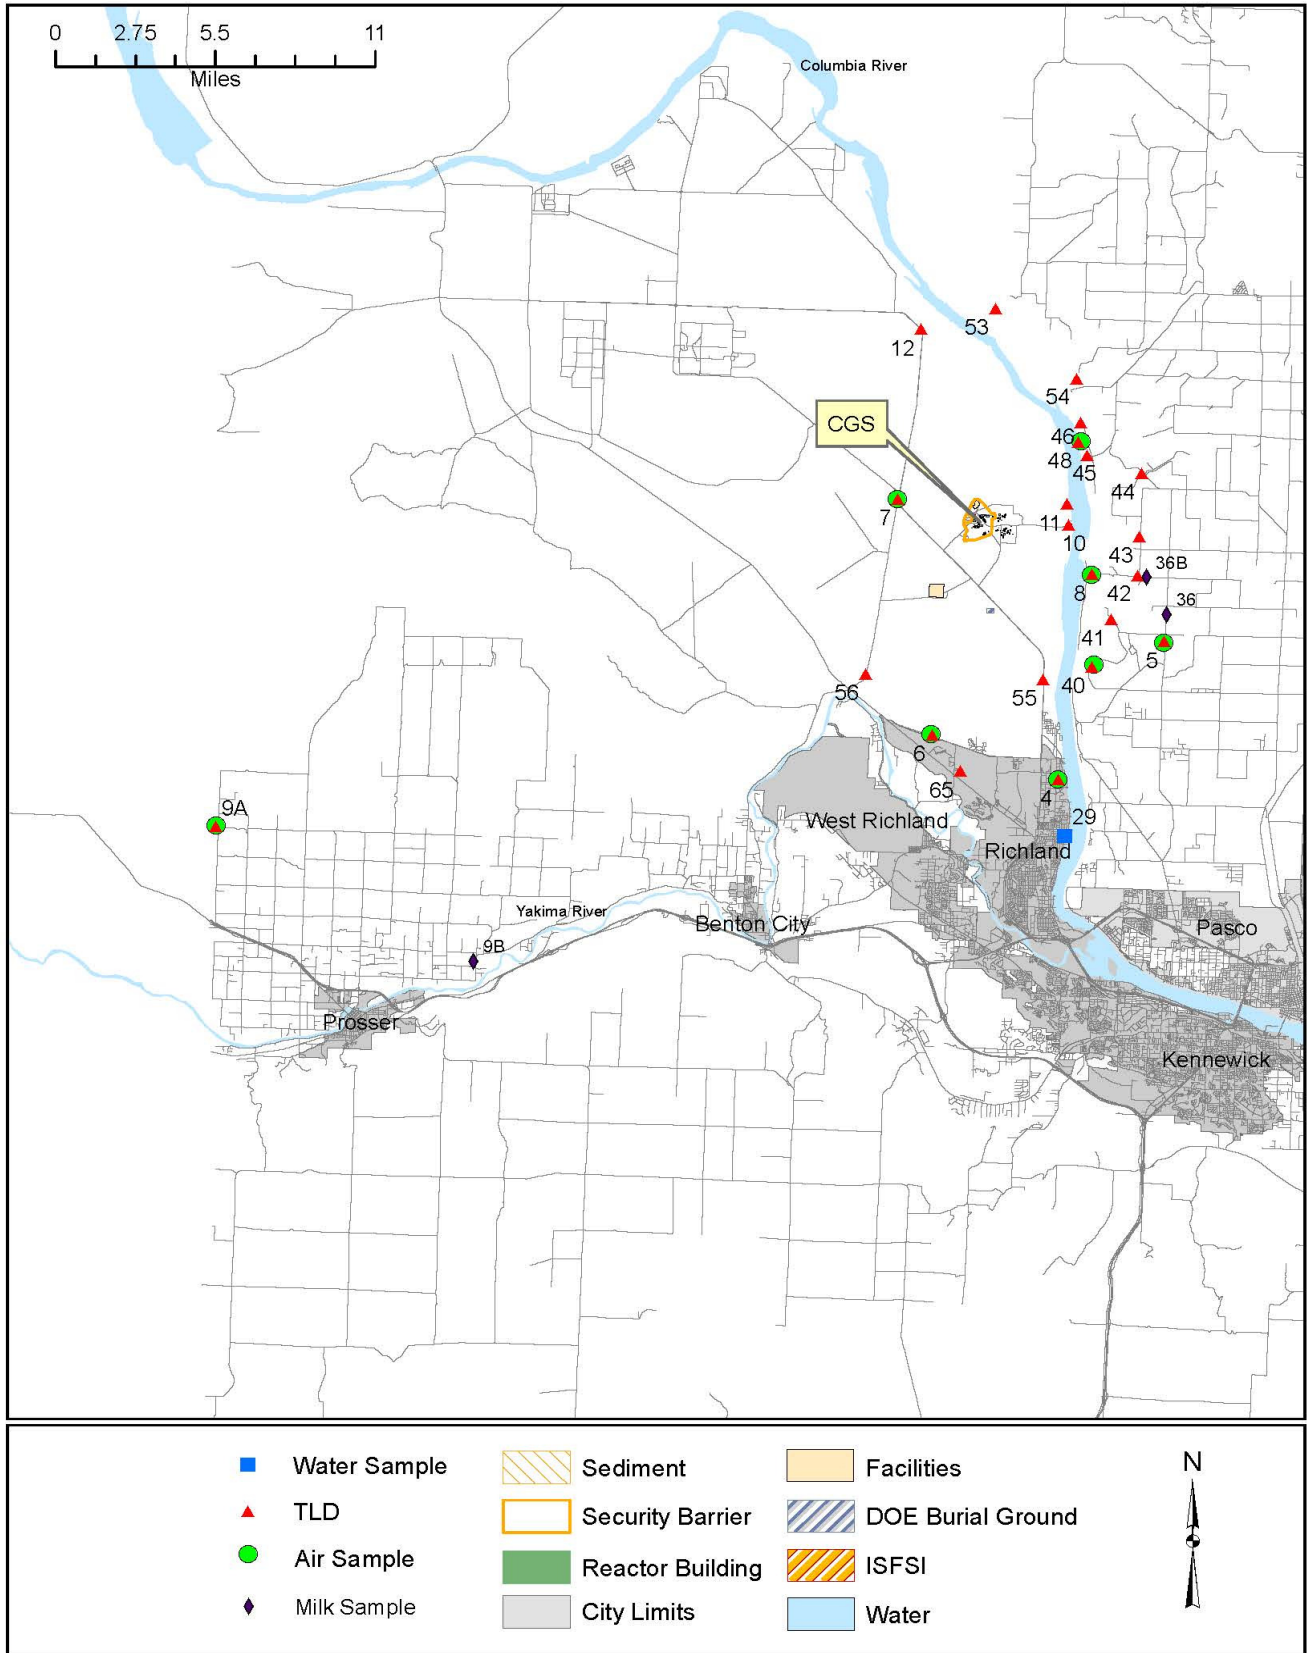 0 2.75 5.5 11
Miles
Columbia River
53
12
54
CGS
46
48
45
44
7
11
10
43
36B
8
42
36
41
5
40
56
55
6
65
4
9A
29
West Richland
Richland
Yakima River
Benton City
Pasco
9B
Prosser
Kennewick
Water Sample
TLD
Air Sample
Milk Sample
Sediment
Security Barrier
Reactor Building
City Limits
Facilities
DOE Burial Ground
ISFSI
Water
N